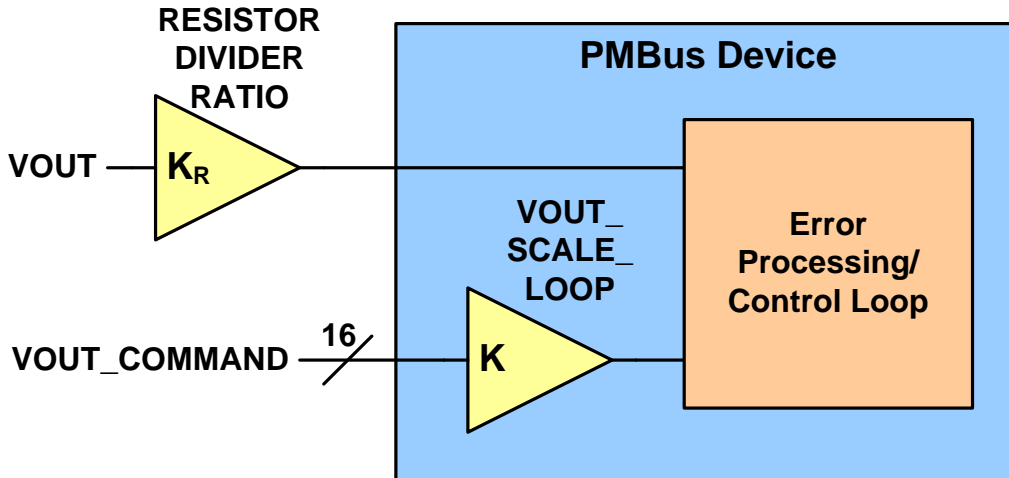 RESISTOR
DIVIDER
RATIO
PMBus Device
VOUT
KR
VOUT_
SCALE_
LOOP
Error
Processing/
Control Loop
16
VOUT_COMMAND
K